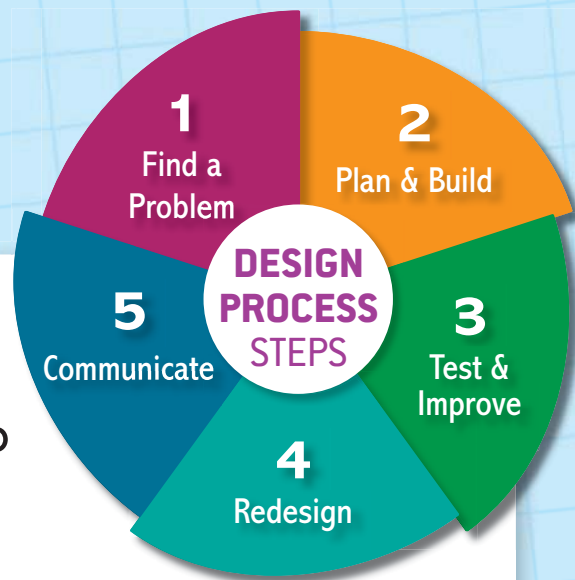 1
Find a
Problem
2
Plan & Build
3
Test &
Improve
4
Redesign
5
Communicate
DESIGN
PROCESS
STEPS